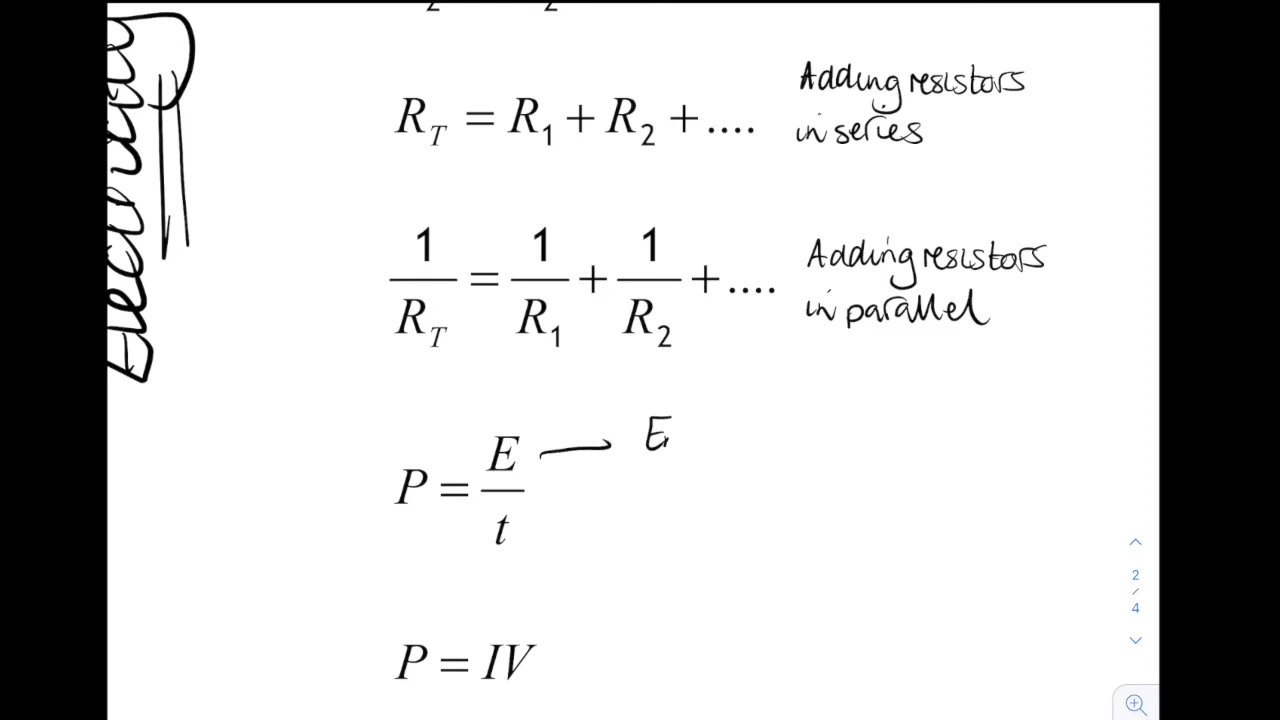 R_T = R_1 + R_2 + ....
Adding resistors
in series
1/R_T = 1/R_1 + 1/R_2 + ....
Adding resistors
in parallel
P = E/t
E
P = IV
2
/
4